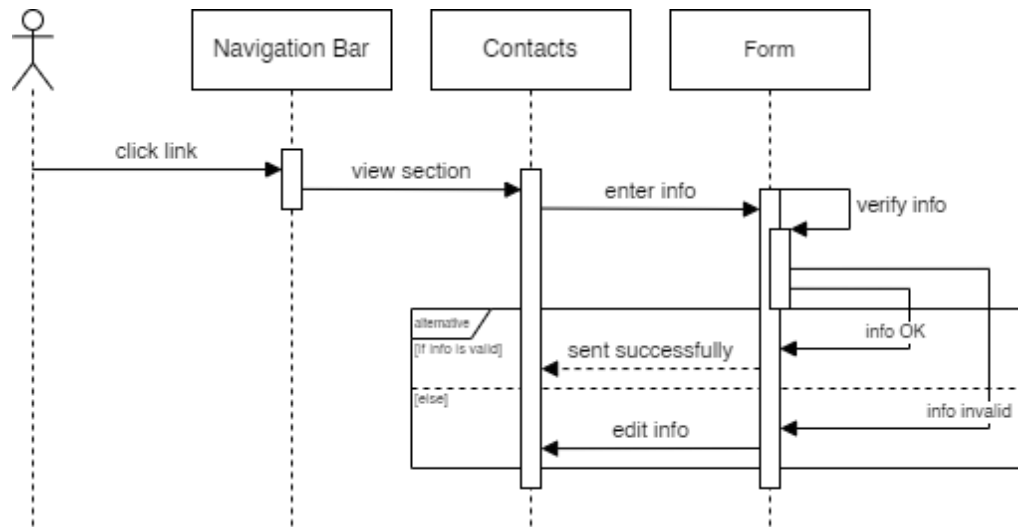 Navigation Bar
Contacts
Form
click link
view section
enter info
verify info
alternative
[if info is valid]
info OK
sent successfully
[else]
info invalid
edit info